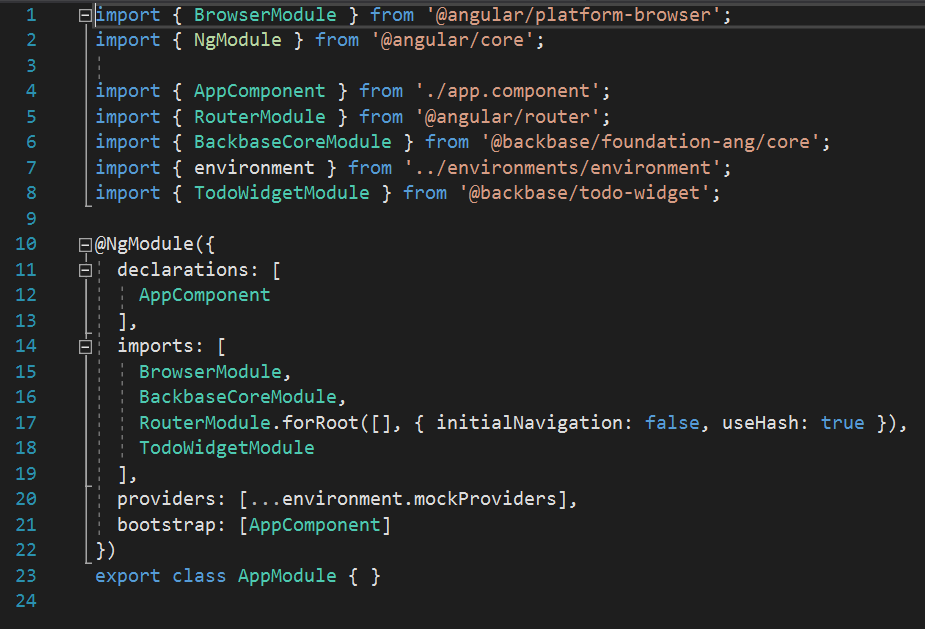 1 import { BrowserModule } from '@angular/platform-browser';
2 import { NgModule } from '@angular/core';
3
4 import { AppComponent } from './app.component';
5 import { RouterModule } from '@angular/router';
6 import { BackbaseCoreModule } from '@backbase/foundation-ang/core';
7 import { environment } from '../environments/environment';
8 import { TodoWidgetModule } from '@backbase/todo-widget';
9
10 @NgModule({
11   declarations: [
12     AppComponent
13   ],
14   imports: [
15     BrowserModule,
16     BackbaseCoreModule,
17     RouterModule.forRoot([], { initialNavigation: false, useHash: true }),
18     TodoWidgetModule
19   ],
20   providers: [...environment.mockProviders],
21   bootstrap: [AppComponent]
22 })
23 export class AppModule { }
24